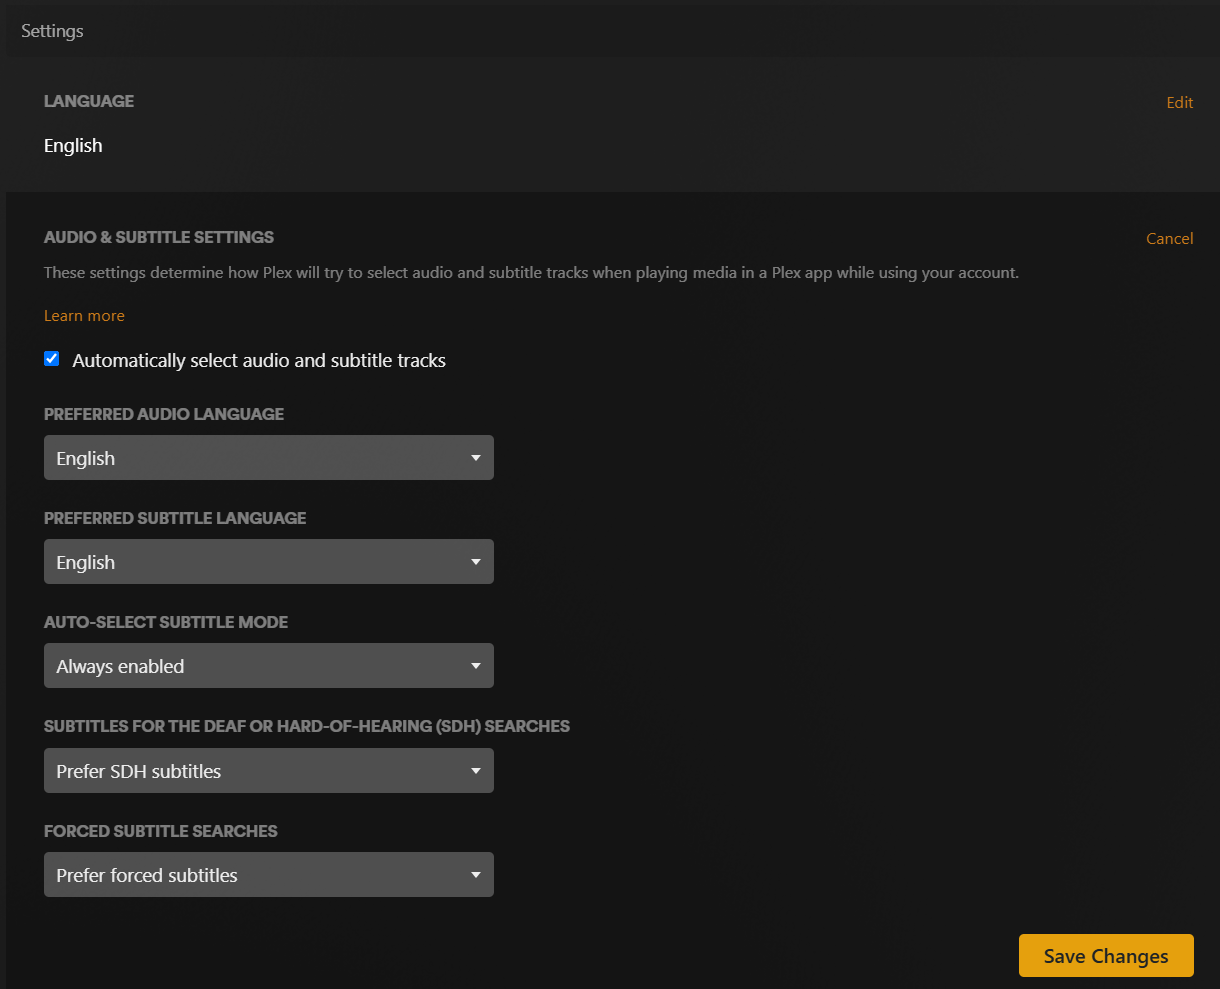 Settings
LANGUAGE
Edit
English
AUDIO & SUBTITLE SETTINGS
Cancel
These settings determine how Plex will try to select audio and subtitle tracks when playing media in a Plex app while using your account.
Learn more
Automatically select audio and subtitle tracks
PREFERRED AUDIO LANGUAGE
English
PREFERRED SUBTITLE LANGUAGE
English
AUTO-SELECT SUBTITLE MODE
Always enabled
SUBTITLES FOR THE DEAF OR HARD-OF-HEARING (SDH) SEARCHES
Prefer SDH subtitles
FORCED SUBTITLE SEARCHES
Prefer forced subtitles
Save Changes